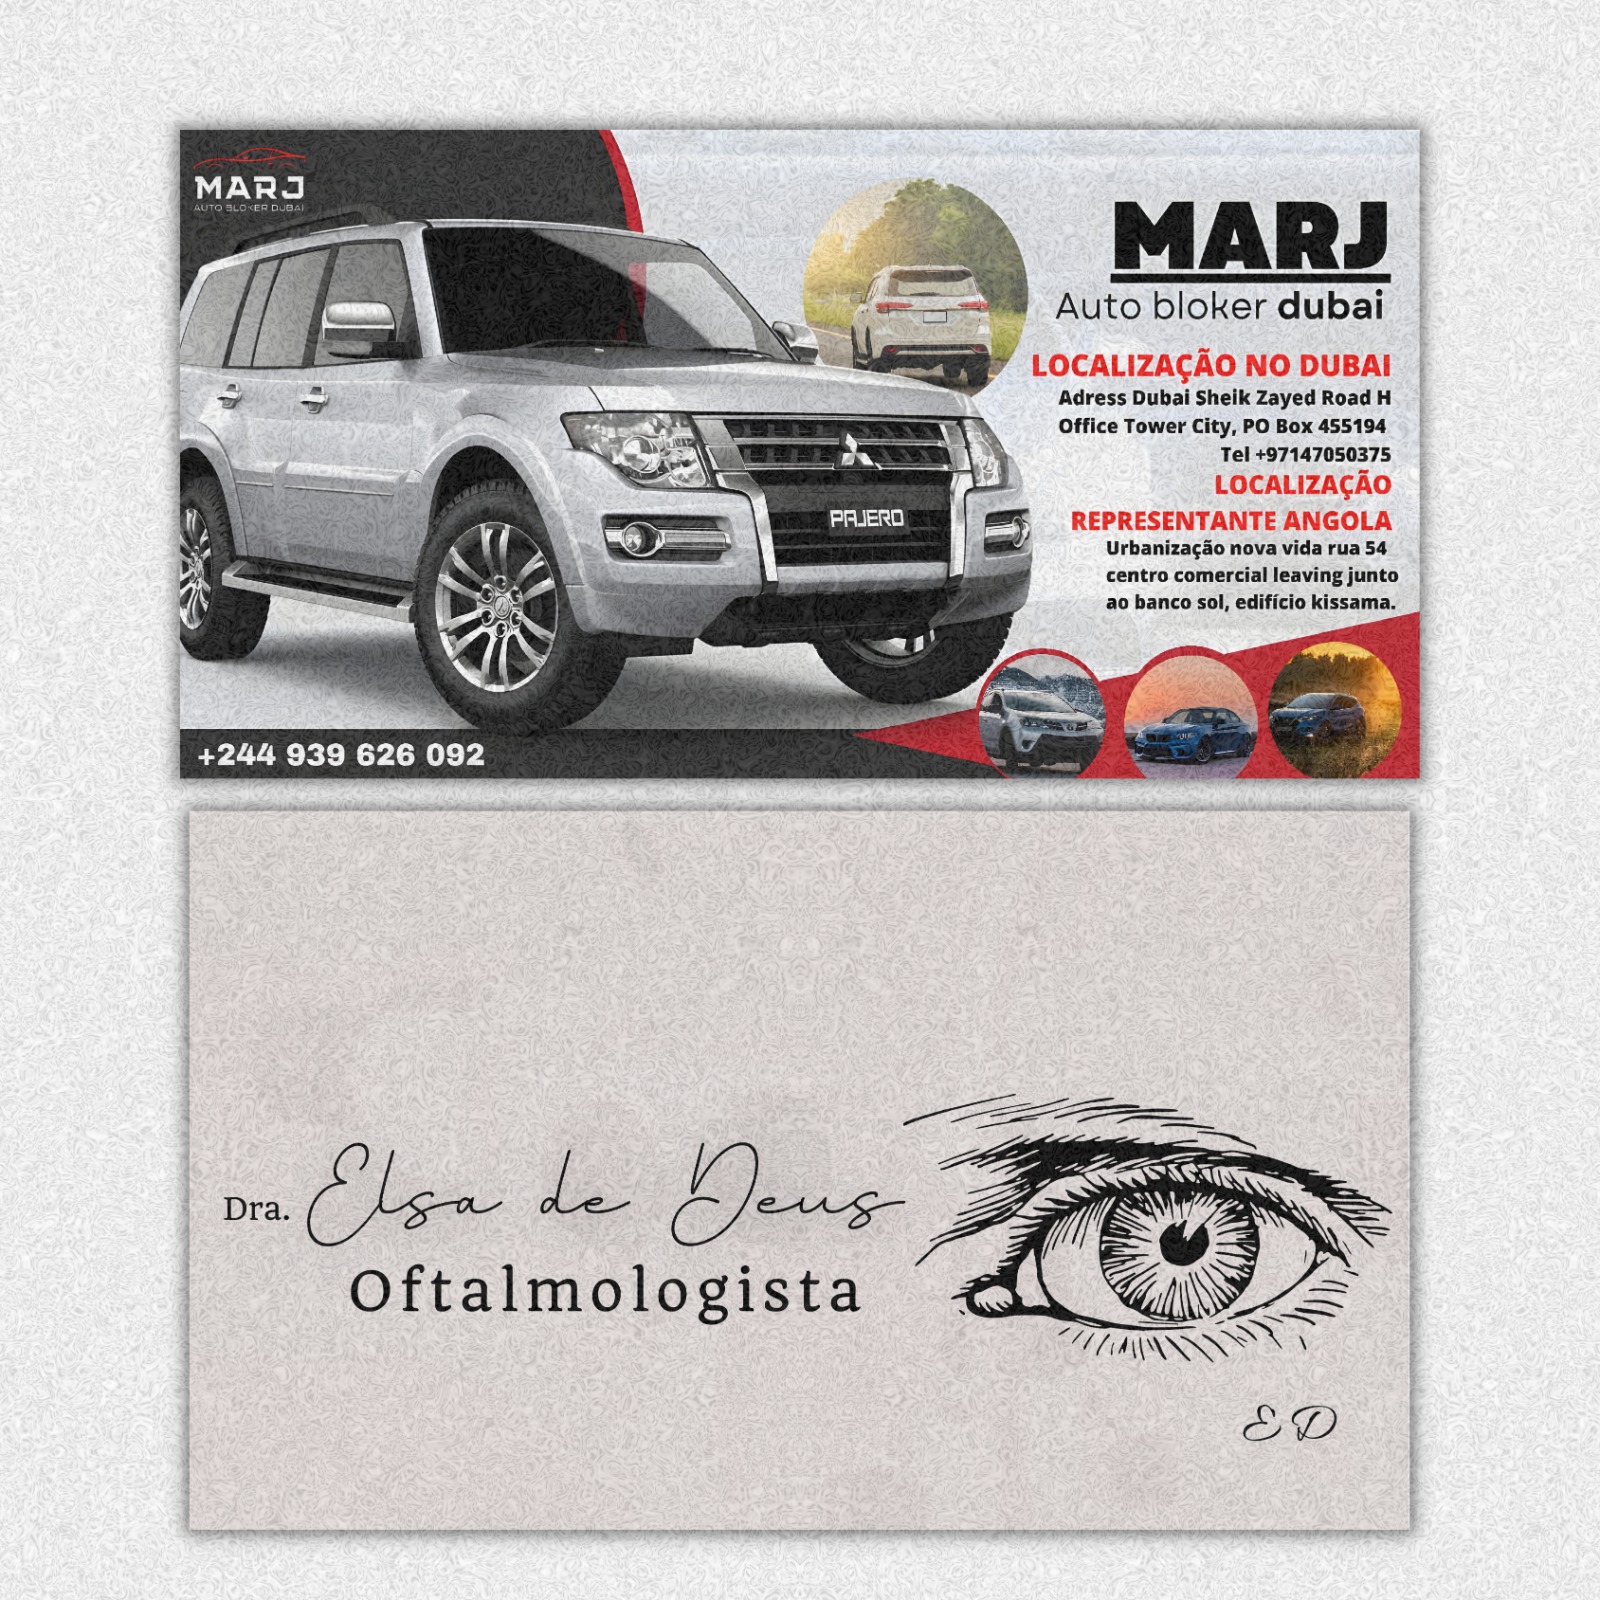 MARJ
AUTO BLOKER DUBAI
MARJ
Auto bloker dubai
LOCALIZAÇÃO NO DUBAI
Adress Dubai Sheik Zayed Road H
Office Tower City, PO Box 455194
Tel +97147050375
LOCALIZAÇÃO
REPRESENTANTE ANGOLA
Urbanização nova vida rua 54
centro comercial leaving junto
ao banco sol, edifício kissama.
PAJERO
+244 939 626 092
Dra. Elsa de Deus
Oftalmologista
E D